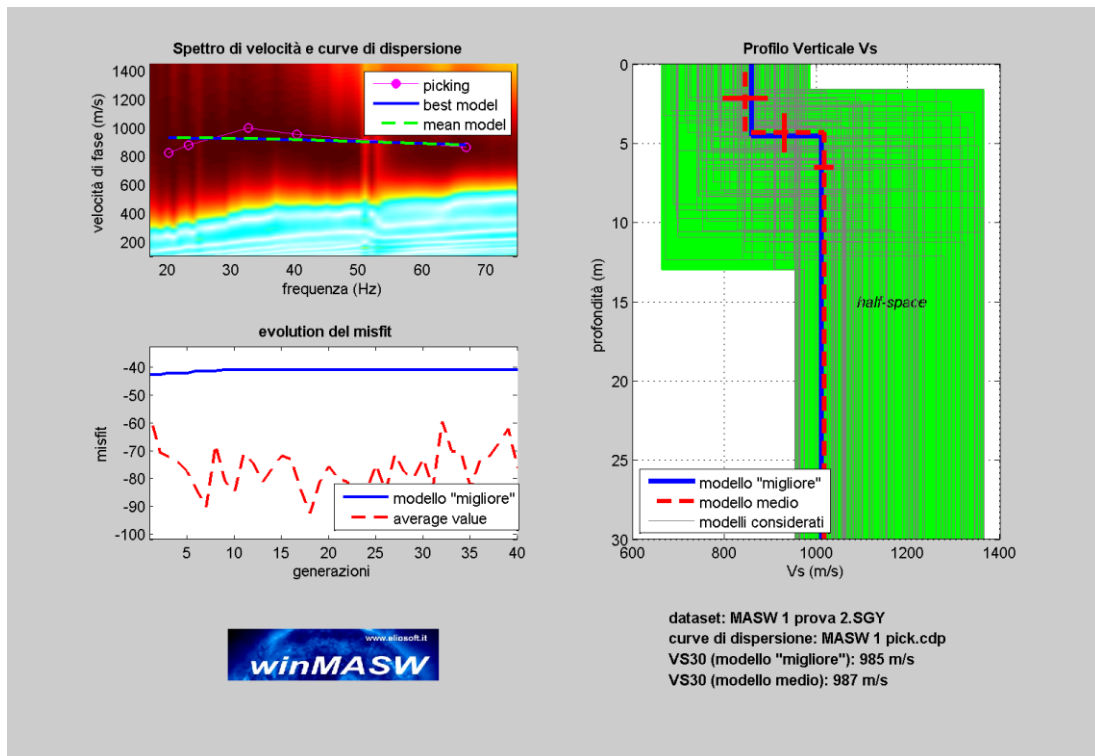 Spettro di velocità e curve di dispersione
1400
1200
1000
800
600
400
200
velocità di fase (m/s)
picking
best model
mean model
20 30 40 50 60 70
frequenza (Hz)
evolution del misfit
-40
-50
-60
-70
-80
-90
-100
misfit
modello "migliore"
average value
5 10 15 20 25 30 35 40
generazioni
www.eliosoft.it
winMASW
Profilo Verticale Vs
0
5
10
15
20
25
30
profondità (m)
half-space
modello "migliore"
modello medio
modelli considerati
600 800 1000 1200 1400
Vs (m/s)
dataset: MASW 1 prova 2.SGY
curve di dispersione: MASW 1 pick.cdp
VS30 (modello "migliore"): 985 m/s
VS30 (modello medio): 987 m/s